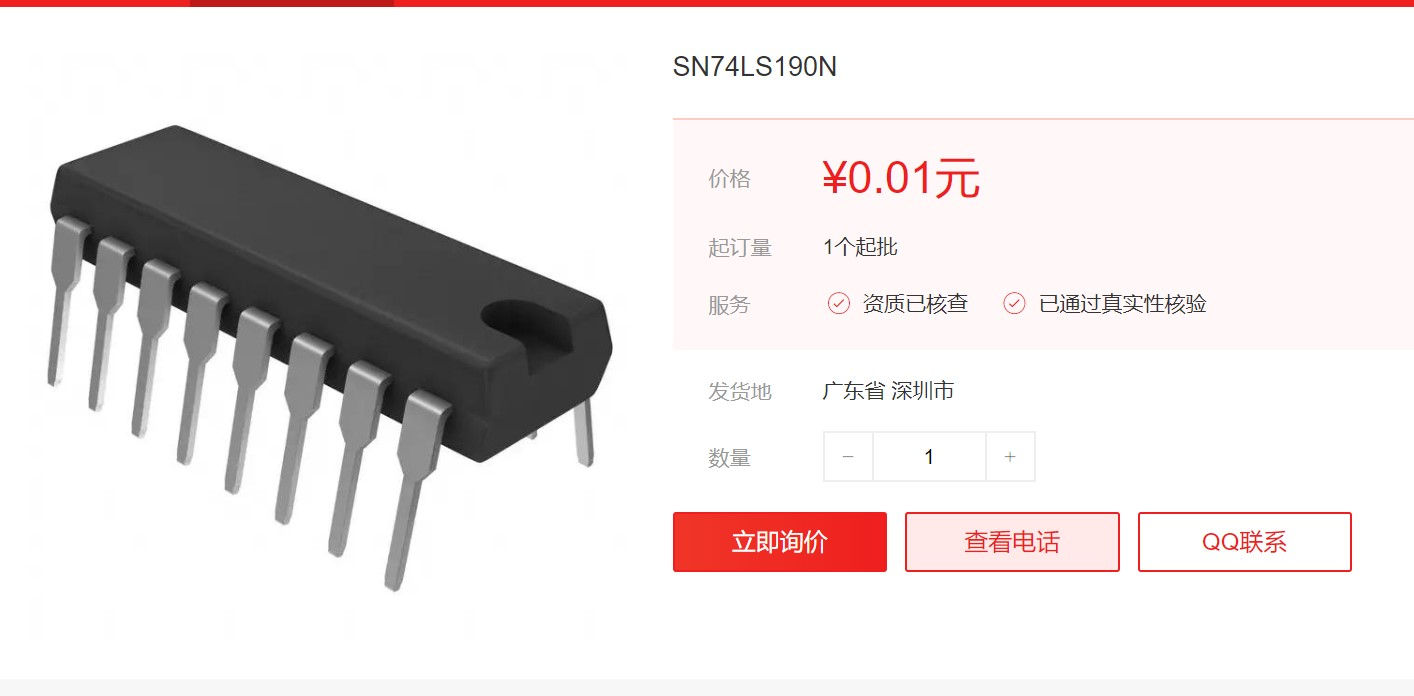 SN74LS190N
价格 ¥0.01元
起订量 1个起批
服务 资质已核查 已通过真实性核验
发货地 广东省 深圳市
数量 − 1 +
立即询价 查看电话 QQ联系